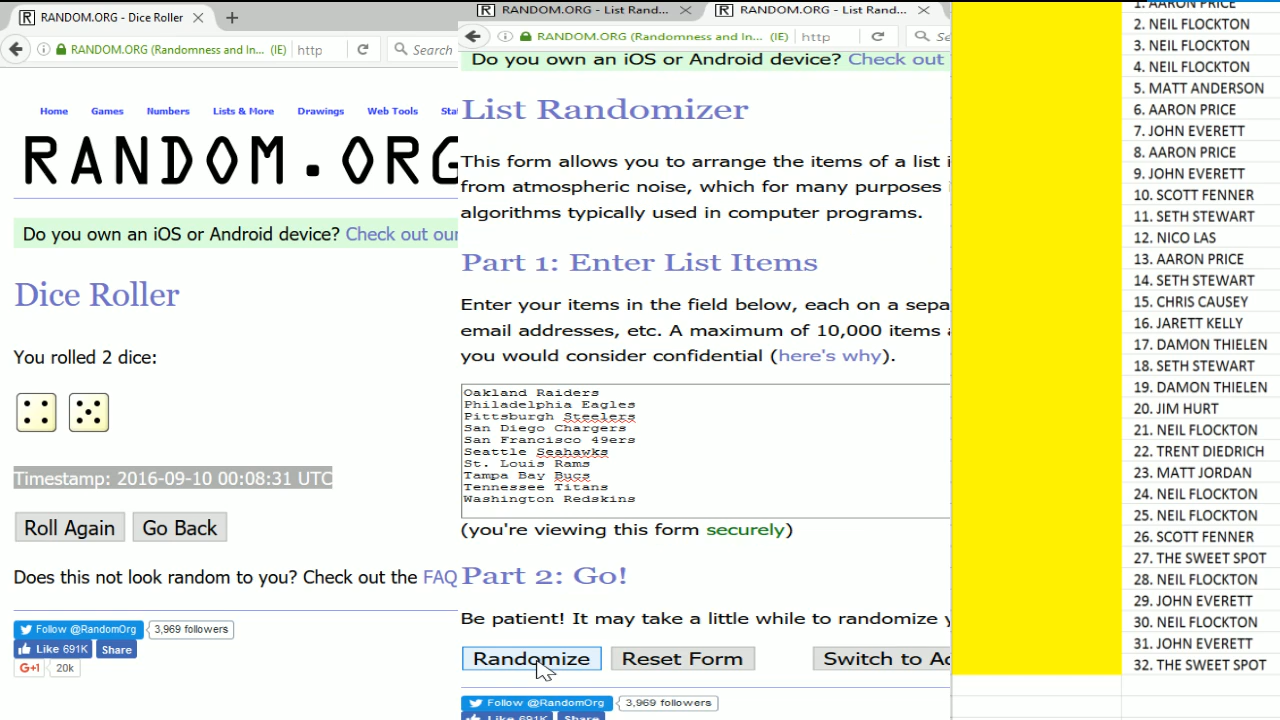 RANDOM.ORG - Dice Roller
RANDOM.ORG (Randomness and In... (IE) http
Search
Home Games Numbers Lists & More Drawings Web Tools
RANDOM.ORG
Do you own an iOS or Android device? Check out our
Dice Roller
You rolled 2 dice:
Timestamp: 2016-09-10 00:08:31 UTC
Roll Again Go Back
Does this not look random to you? Check out the FAQ
Follow @RandomOrg 3,969 followers
Like 691K Share
G+1 20k
RANDOM.ORG - List Rand... RANDOM.ORG - List Rand...
RANDOM.ORG (Randomness and In... (IE) http
Do you own an iOS or Android device? Check out
List Randomizer
This form allows you to arrange the items of a list
from atmospheric noise, which for many purposes
algorithms typically used in computer programs.
Part 1: Enter List Items
Enter your items in the field below, each on a sepa
email addresses, etc. A maximum of 10,000 items
you would consider confidential (here's why).
Oakland Raiders
Philadelphia Eagles
Pittsburgh Steelers
San Diego Chargers
San Francisco 49ers
Seattle Seahawks
St. Louis Rams
Tampa Bay Bucs
Tennessee Titans
Washington Redskins
(you're viewing this form securely)
Part 2: Go!
Be patient! It may take a little while to randomize
Randomize Reset Form Switch to Ad
Follow @RandomOrg 3,969 followers
Like 691K Share
1. AARON PRICE
2. NEIL FLOCKTON
3. NEIL FLOCKTON
4. NEIL FLOCKTON
5. MATT ANDERSON
6. AARON PRICE
7. JOHN EVERETT
8. AARON PRICE
9. JOHN EVERETT
10. SCOTT FENNER
11. SETH STEWART
12. NICO LAS
13. AARON PRICE
14. SETH STEWART
15. CHRIS CAUSEY
16. JARETT KELLY
17. DAMON THIELEN
18. SETH STEWART
19. DAMON THIELEN
20. JIM HURT
21. NEIL FLOCKTON
22. TRENT DIEDRICH
23. MATT JORDAN
24. NEIL FLOCKTON
25. NEIL FLOCKTON
26. SCOTT FENNER
27. THE SWEET SPOT
28. NEIL FLOCKTON
29. JOHN EVERETT
30. NEIL FLOCKTON
31. JOHN EVERETT
32. THE SWEET SPOT